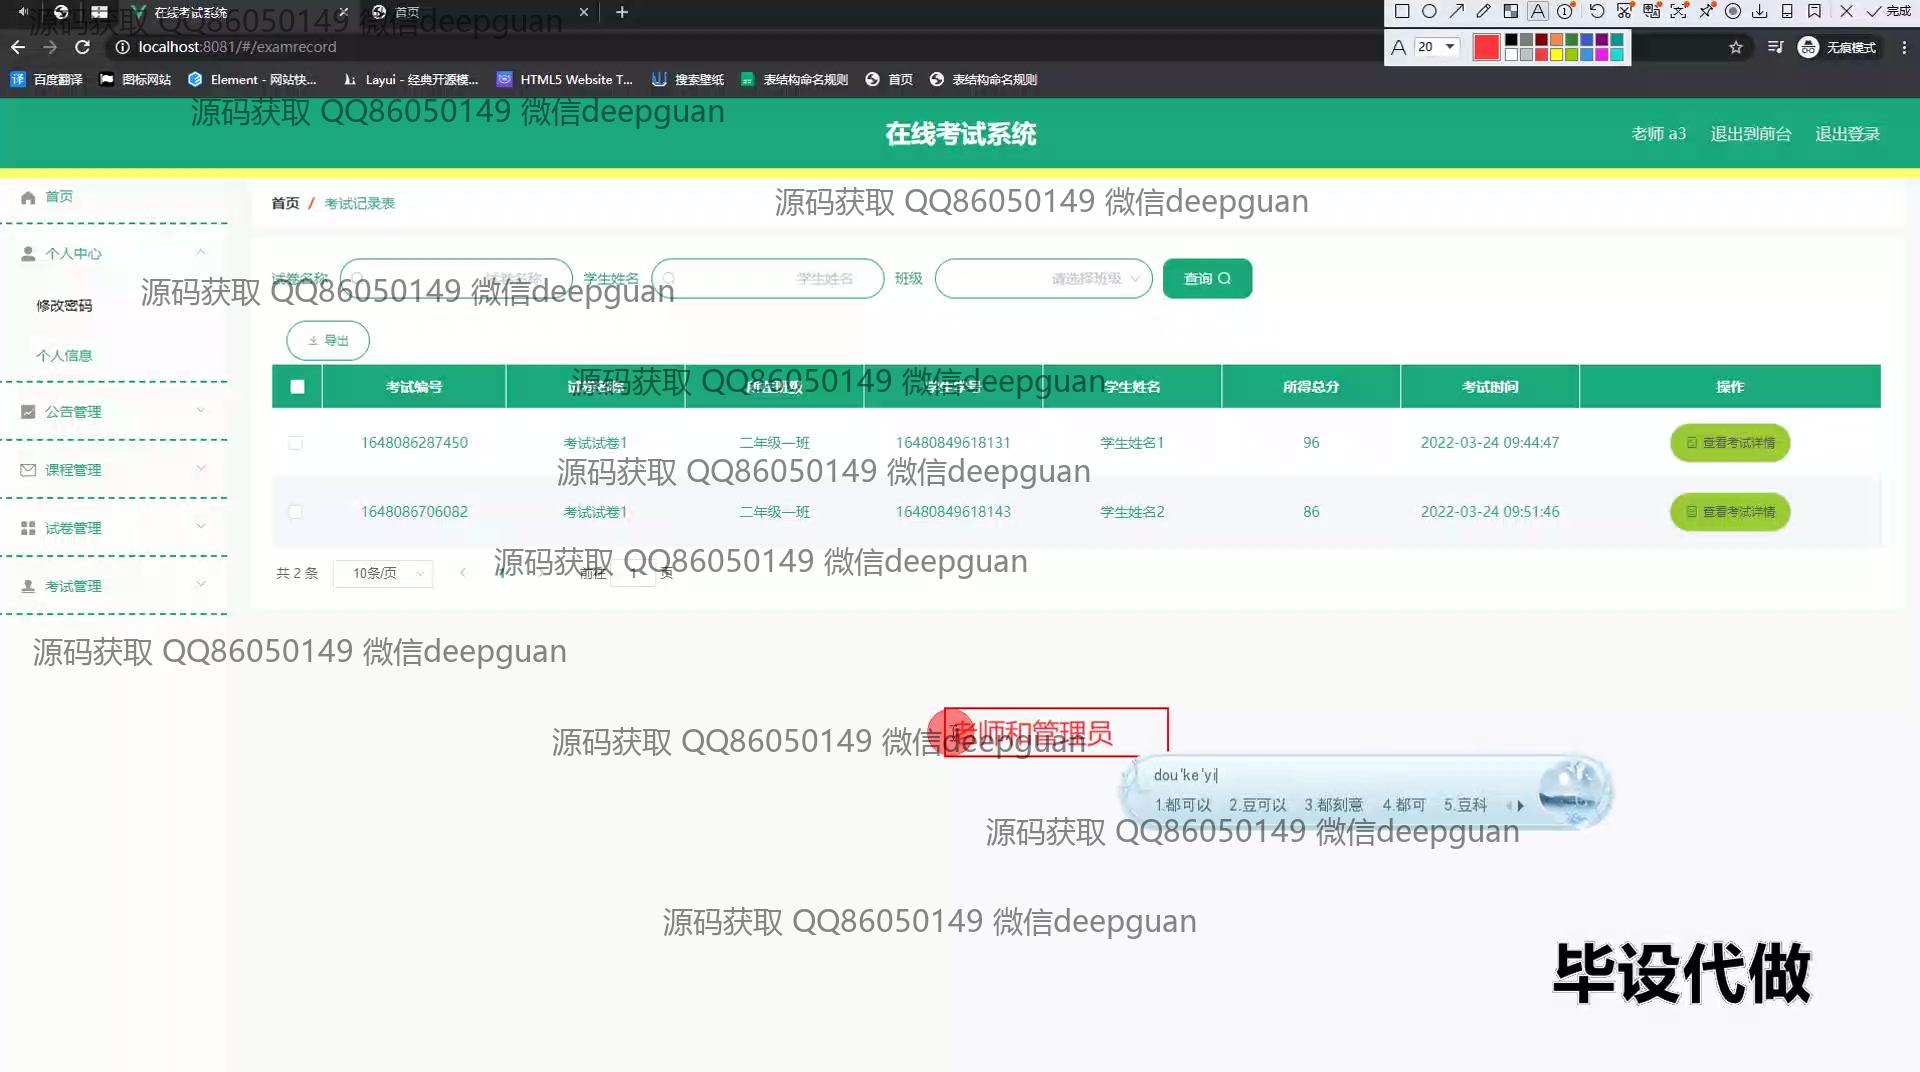 在线考试系统
首页
完成
localhost:8081/#/examrecord
20
无痕模式
百度翻译 图标网站 Element - 网站快... Layui - 经典开源模... HTML5 Website T... 搜索壁纸 表结构命名规则 首页 表结构命名规则
源码获取 QQ86050149 微信deepguan
源码获取 QQ86050149 微信deepguan
在线考试系统
老师 a3 退出到前台 退出登录
首页
首页 / 考试记录表
源码获取 QQ86050149 微信deepguan
个人中心
试卷名称 试卷名称 学生姓名 学生姓名 班级 请选择班级 查询
源码获取 QQ86050149 微信deepguan
修改密码
个人信息
导出
考试编号 试卷名称 所在班级 学生学号 学生姓名 所得总分 考试时间 操作
源码获取 QQ86050149 微信deepguan
公告管理
1648086287450 考试试卷1 二年级一班 16480849618131 学生姓名1 96 2022-03-24 09:44:47 查看考试详情
课程管理
源码获取 QQ86050149 微信deepguan
1648086706082 考试试卷1 二年级一班 16480849618143 学生姓名2 86 2022-03-24 09:51:46 查看考试详情
试卷管理
源码获取 QQ86050149 微信deepguan
共 2 条 10条/页 1 前往 1 页
考试管理
源码获取 QQ86050149 微信deepguan
老师和管理员
源码获取 QQ86050149 微信deepguan
dou'ke'yi
1.都可以 2.豆可以 3.都刻意 4.都可 5.豆科
源码获取 QQ86050149 微信deepguan
源码获取 QQ86050149 微信deepguan
毕设代做